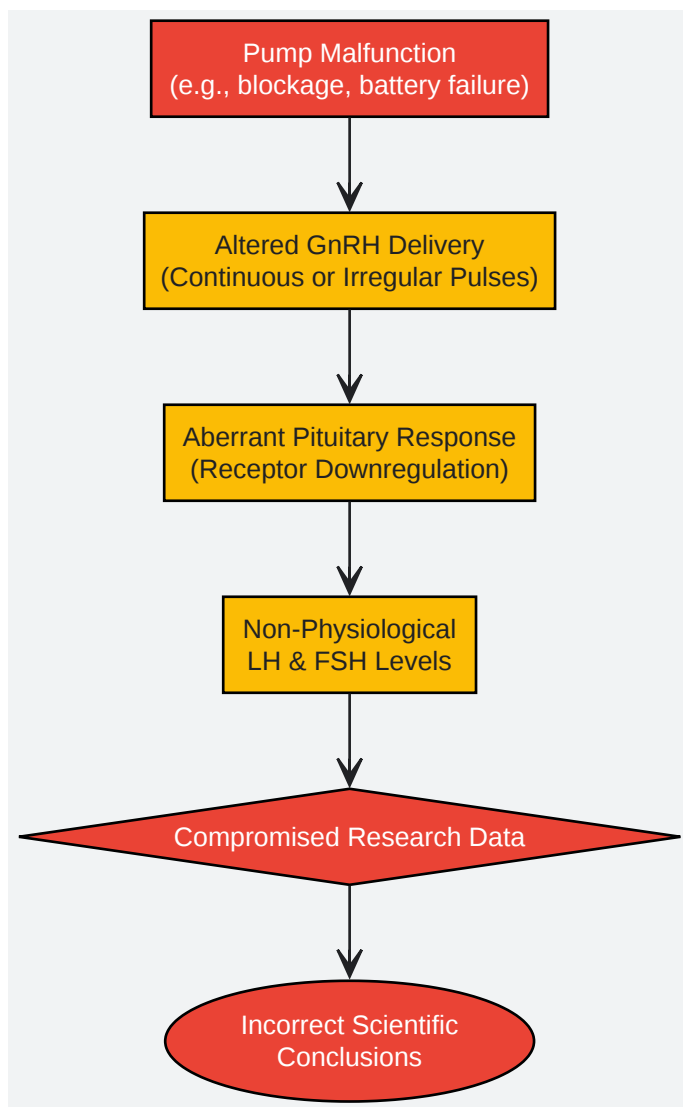 Pump Malfunction
(e.g., blockage, battery failure)
Altered GnRH Delivery
(Continuous or Irregular Pulses)
Aberrant Pituitary Response
(Receptor Downregulation)
Non-Physiological
LH & FSH Levels
Compromised Research Data
Incorrect Scientific
Conclusions